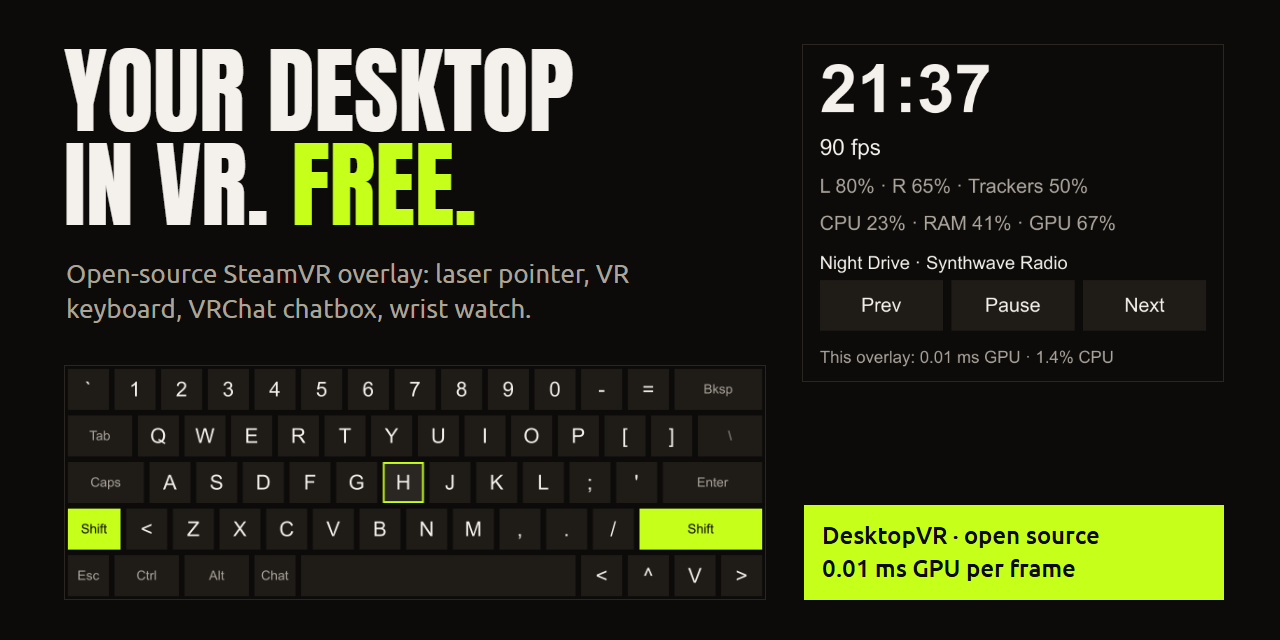 YOUR DESKTOP
IN VR. FREE.
Open-source SteamVR overlay: laser pointer, VR
keyboard, VRChat chatbox, wrist watch.
` 1 2 3 4 5 6 7 8 9 0 - = Bksp
Tab Q W E R T Y U I O P [ ] \
Caps A S D F G H J K L ; ' Enter
Shift < Z X C V B N M , . / Shift
Esc Ctrl Alt Chat < ^ V >
21:37
90 fps
L 80% · R 65% · Trackers 50%
CPU 23% · RAM 41% · GPU 67%
Night Drive · Synthwave Radio
Prev Pause Next
This overlay: 0.01 ms GPU · 1.4% CPU
DesktopVR · open source
0.01 ms GPU per frame